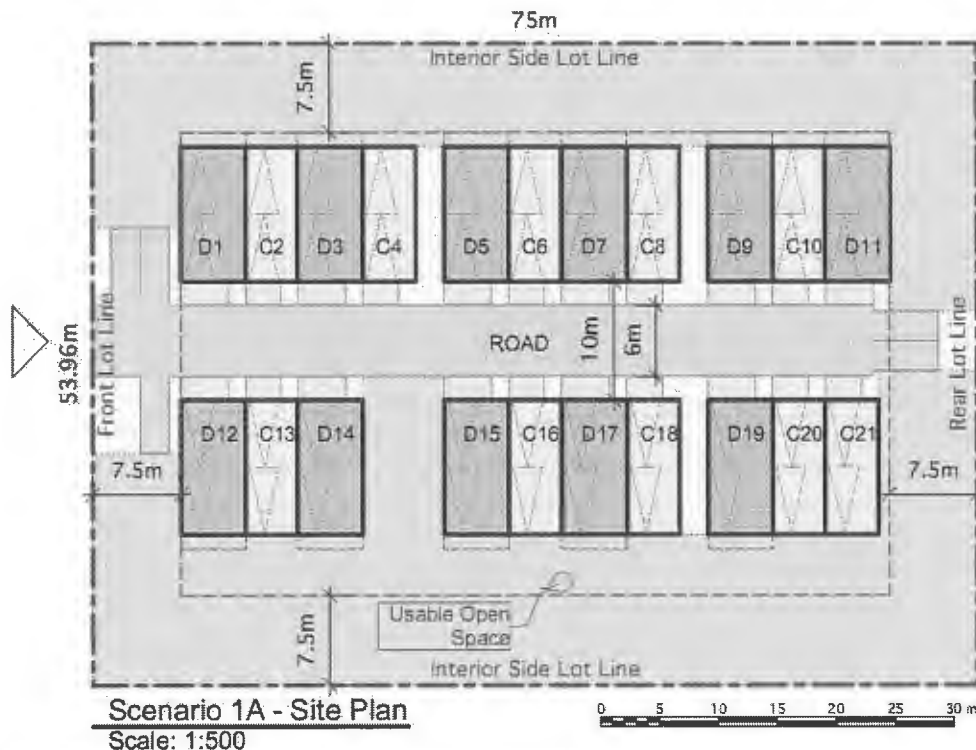 75m
Interior Side Lot Line
7.5m
D1 C2 D3 C4 D5 C6 D7 C8 D9 C10 D11
Front Lot Line
53.96m
ROAD
10m
6m
Rear Lot Line
D12 C13 D14 D15 C16 D17 C18 D19 C20 C21
7.5m
7.5m
Usable Open
Space
7.5m
Interior Side Lot Line
Scenario 1A - Site Plan
Scale: 1:500
0 5 10 15 20 25 30 m